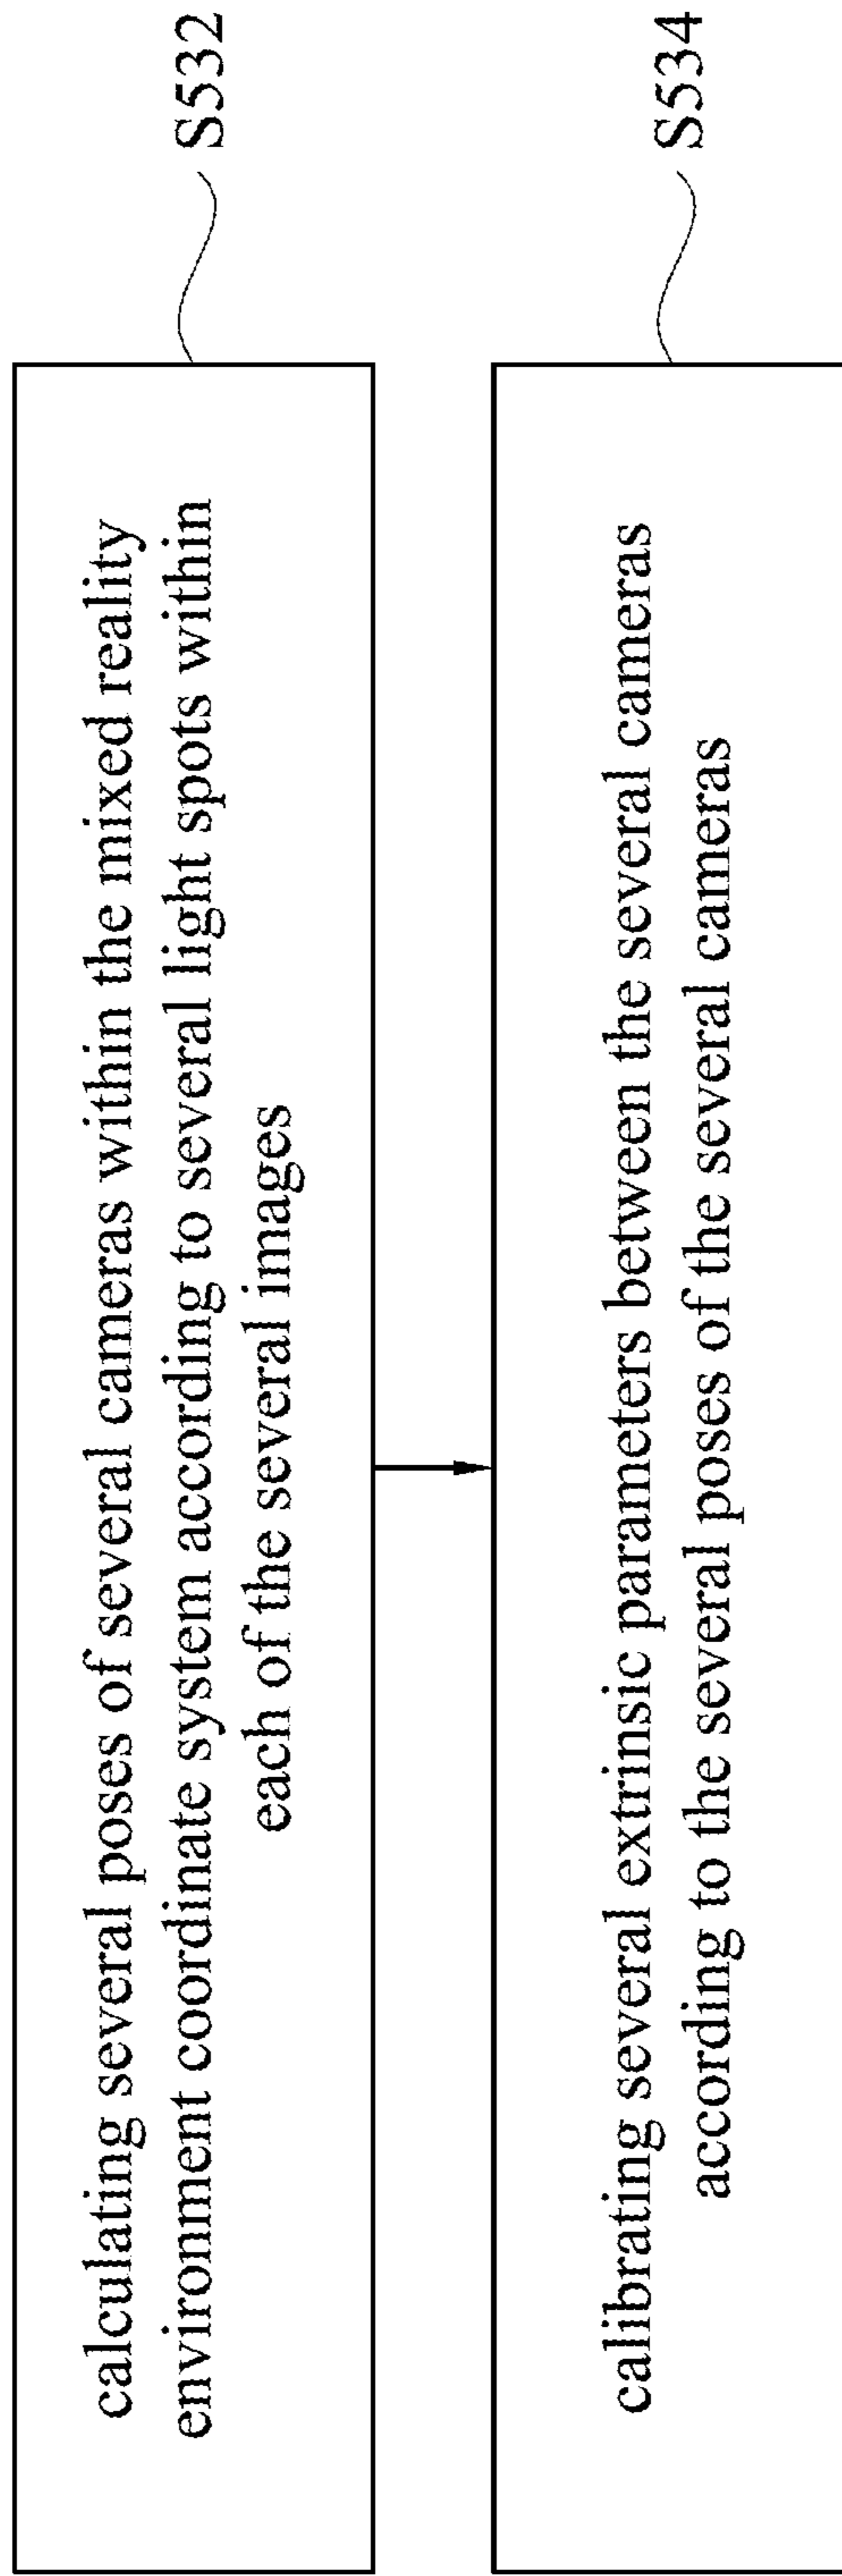 calculating several poses of several cameras within the mixed reality
environment coordinate system according to several light spots within
each of the several images
S532
calibrating several extrinsic parameters between the several cameras
according to the several poses of the several cameras
S534